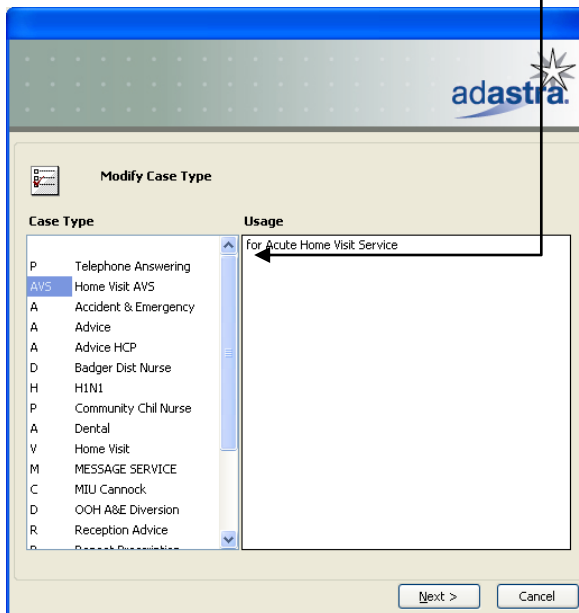 adastra.
Modify Case Type
Case Type Usage
for Acute Home Visit Service
P Telephone Answering
AVS Home Visit AVS
A Accident & Emergency
A Advice
A Advice HCP
D Badger Dist Nurse
H H1N1
P Community Chil Nurse
A Dental
V Home Visit
M MESSAGE SERVICE
C MIU Cannock
D OOH A&E Diversion
R Reception Advice
Next > Cancel